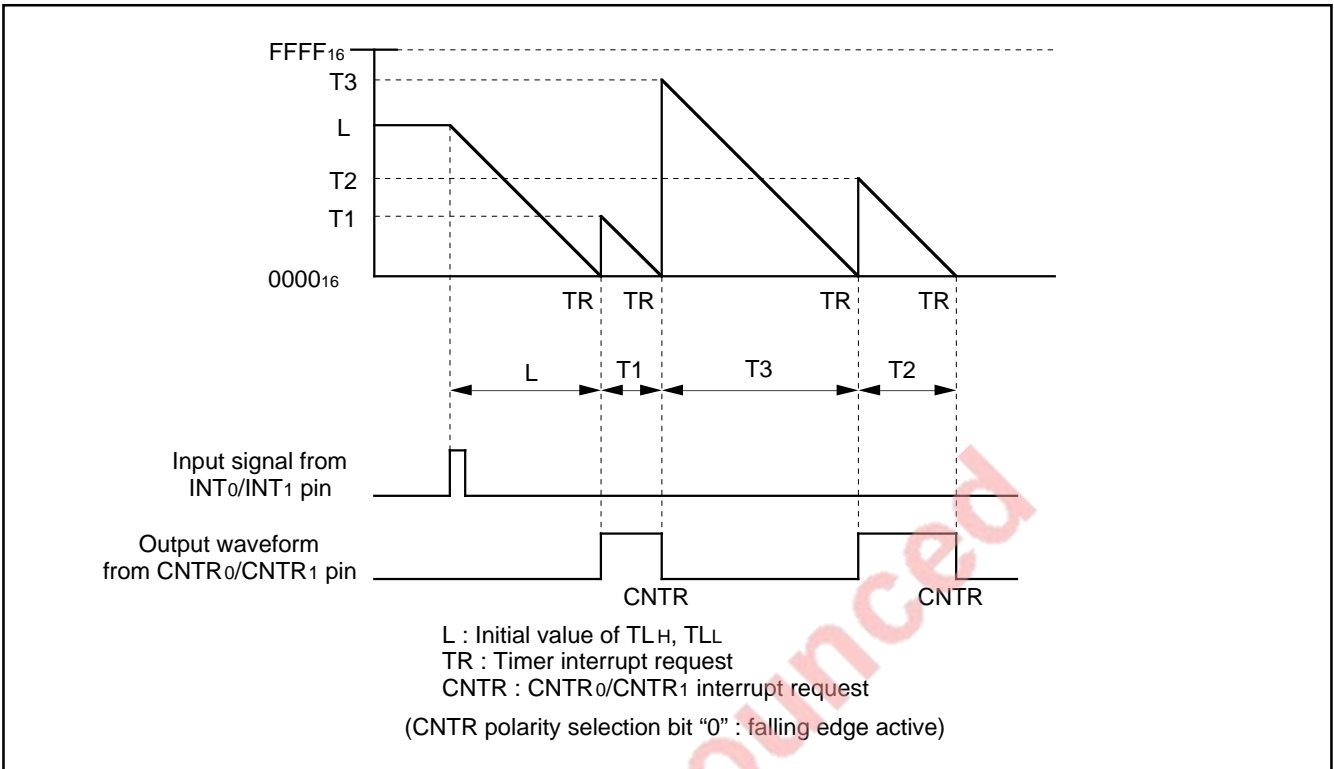 FFFF16
T3
L
T2
T1
000016
TR TR TR TR
L T1 T3 T2
Input signal from
INT0/INT1 pin
Output waveform
from CNTR0/CNTR1 pin
CNTR CNTR
L : Initial value of TLH, TLL
TR : Timer interrupt request
CNTR : CNTR0/CNTR1 interrupt request
(CNTR polarity selection bit “0” : falling edge active)